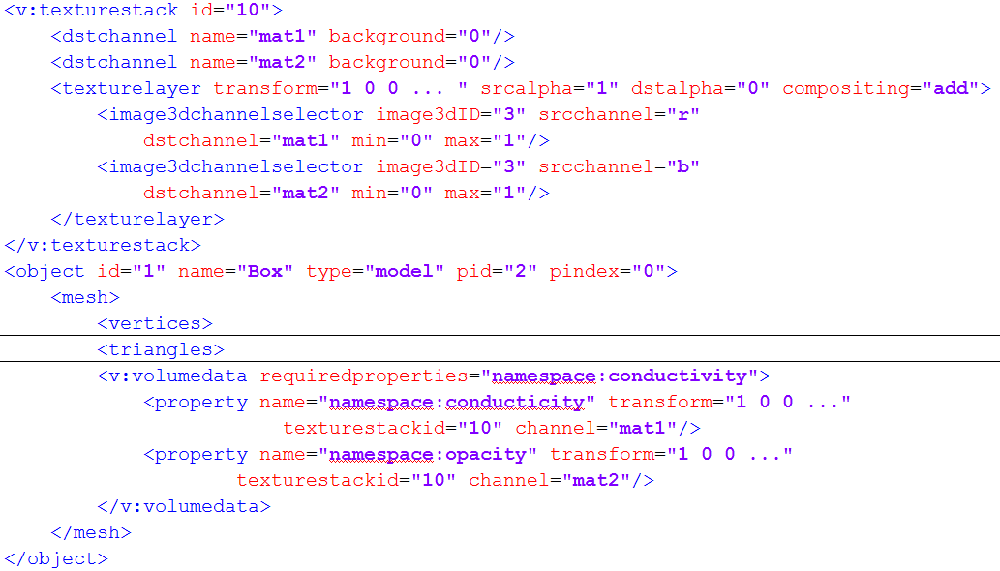 <v:texturestack id="10">
<dstchannel name="mat1" background="0"/>
<dstchannel name="mat2" background="0"/>
<texturelayer transform="1 0 0 ... " srcalpha="1" dstalpha="0" compositing="add">
<image3dchannelselector image3dID="3" srcchannel="r"
dstchannel="mat1" min="0" max="1"/>
<image3dchannelselector image3dID="3" srcchannel="b"
dstchannel="mat2" min="0" max="1"/>
</texturelayer>
</v:texturestack>
<object id="1" name="Box" type="model" pid="2" pindex="0">
<mesh>
<vertices>
<triangles>
<v:volumedata requiredproperties="namespace:conductivity">
<property name="namespace:conducticity" transform="1 0 0 ..."
texturestackid="10" channel="mat1"/>
<property name="namespace:opacity" transform="1 0 0 ..."
texturestackid="10" channel="mat2"/>
</v:volumedata>
</mesh>
</object>